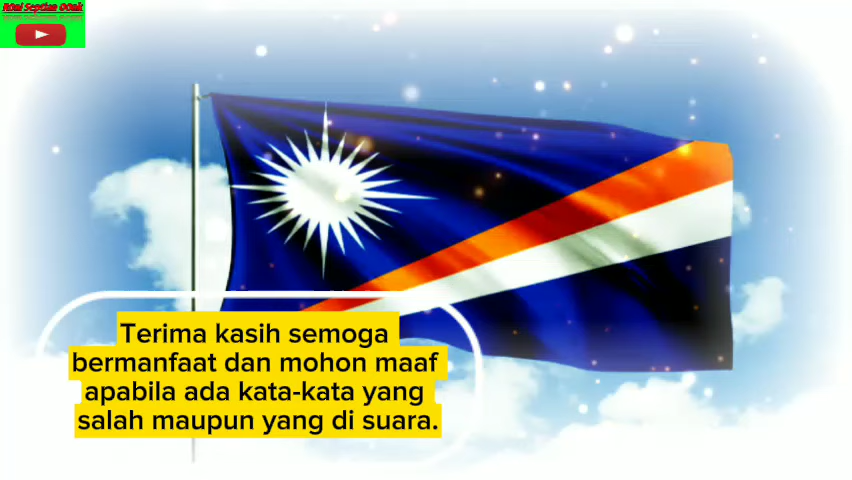 Terima kasih semoga
bermanfaat dan mohon maaf
apabila ada kata-kata yang
salah maupun yang di suara.